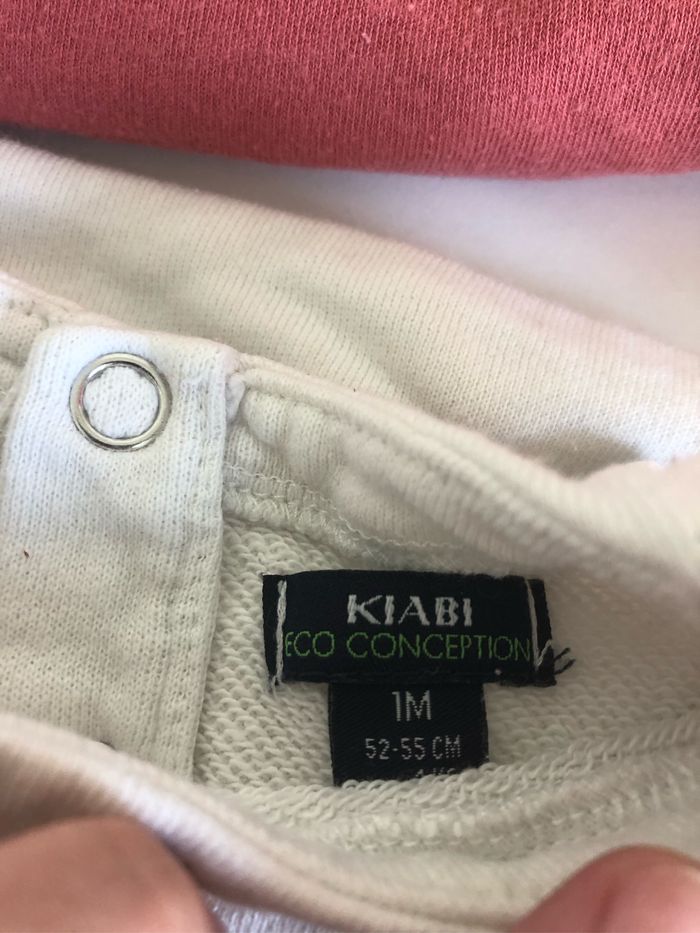 KIABI
ECO CONCEPTION
1M
52-55 CM